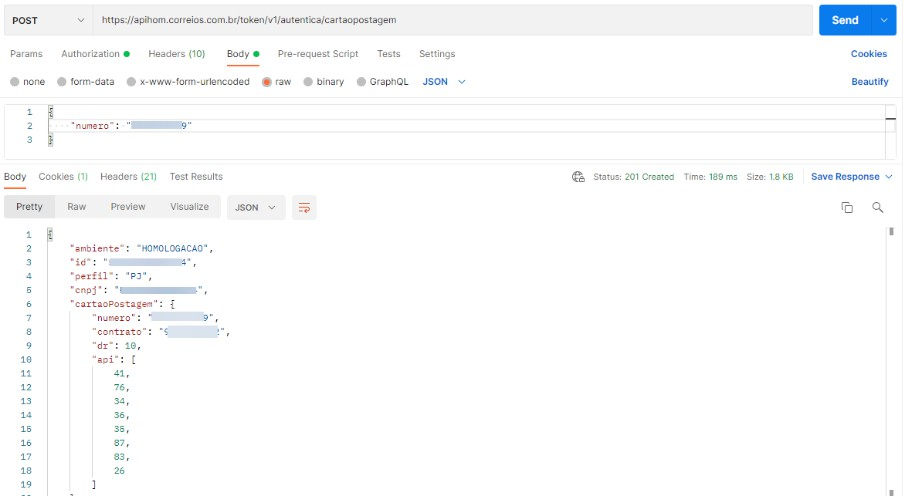 POST https://apihom.correios.com.br/token/v1/autentica/cartaopostagem Send
Params Authorization Headers (10) Body Pre-request Script Tests Settings Cookies
none form-data x-www-form-urlencoded raw binary GraphQL JSON Beautify
1 {
2 "numero": " 9"
3 }
Body Cookies (1) Headers (21) Test Results Status: 201 Created Time: 189 ms Size: 1.8 KB Save Response
Pretty Raw Preview Visualize JSON
1 {
2 "ambiente": "HOMOLOGACAO",
3 "id": " 4",
4 "perfil": "PJ",
5 "cnpj": " ",
6 "cartaoPostagem": {
7 "numero": " 9",
8 "contrato": "9 2",
9 "dr": 10,
10 "api": [
11 41,
12 76,
13 34,
14 36,
15 35,
16 87,
17 83,
18 26
19 ]